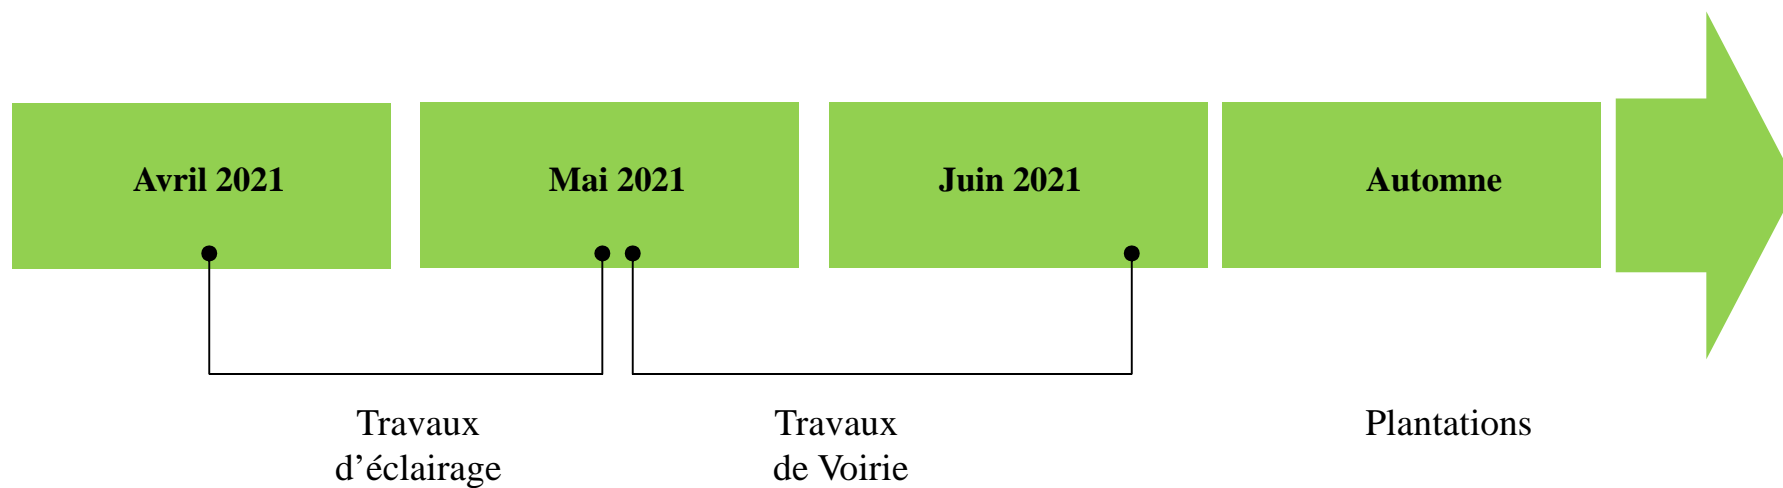 Avril 2021
Mai 2021
Juin 2021
Automne
Travaux
d’éclairage
Travaux
de Voirie
Plantations